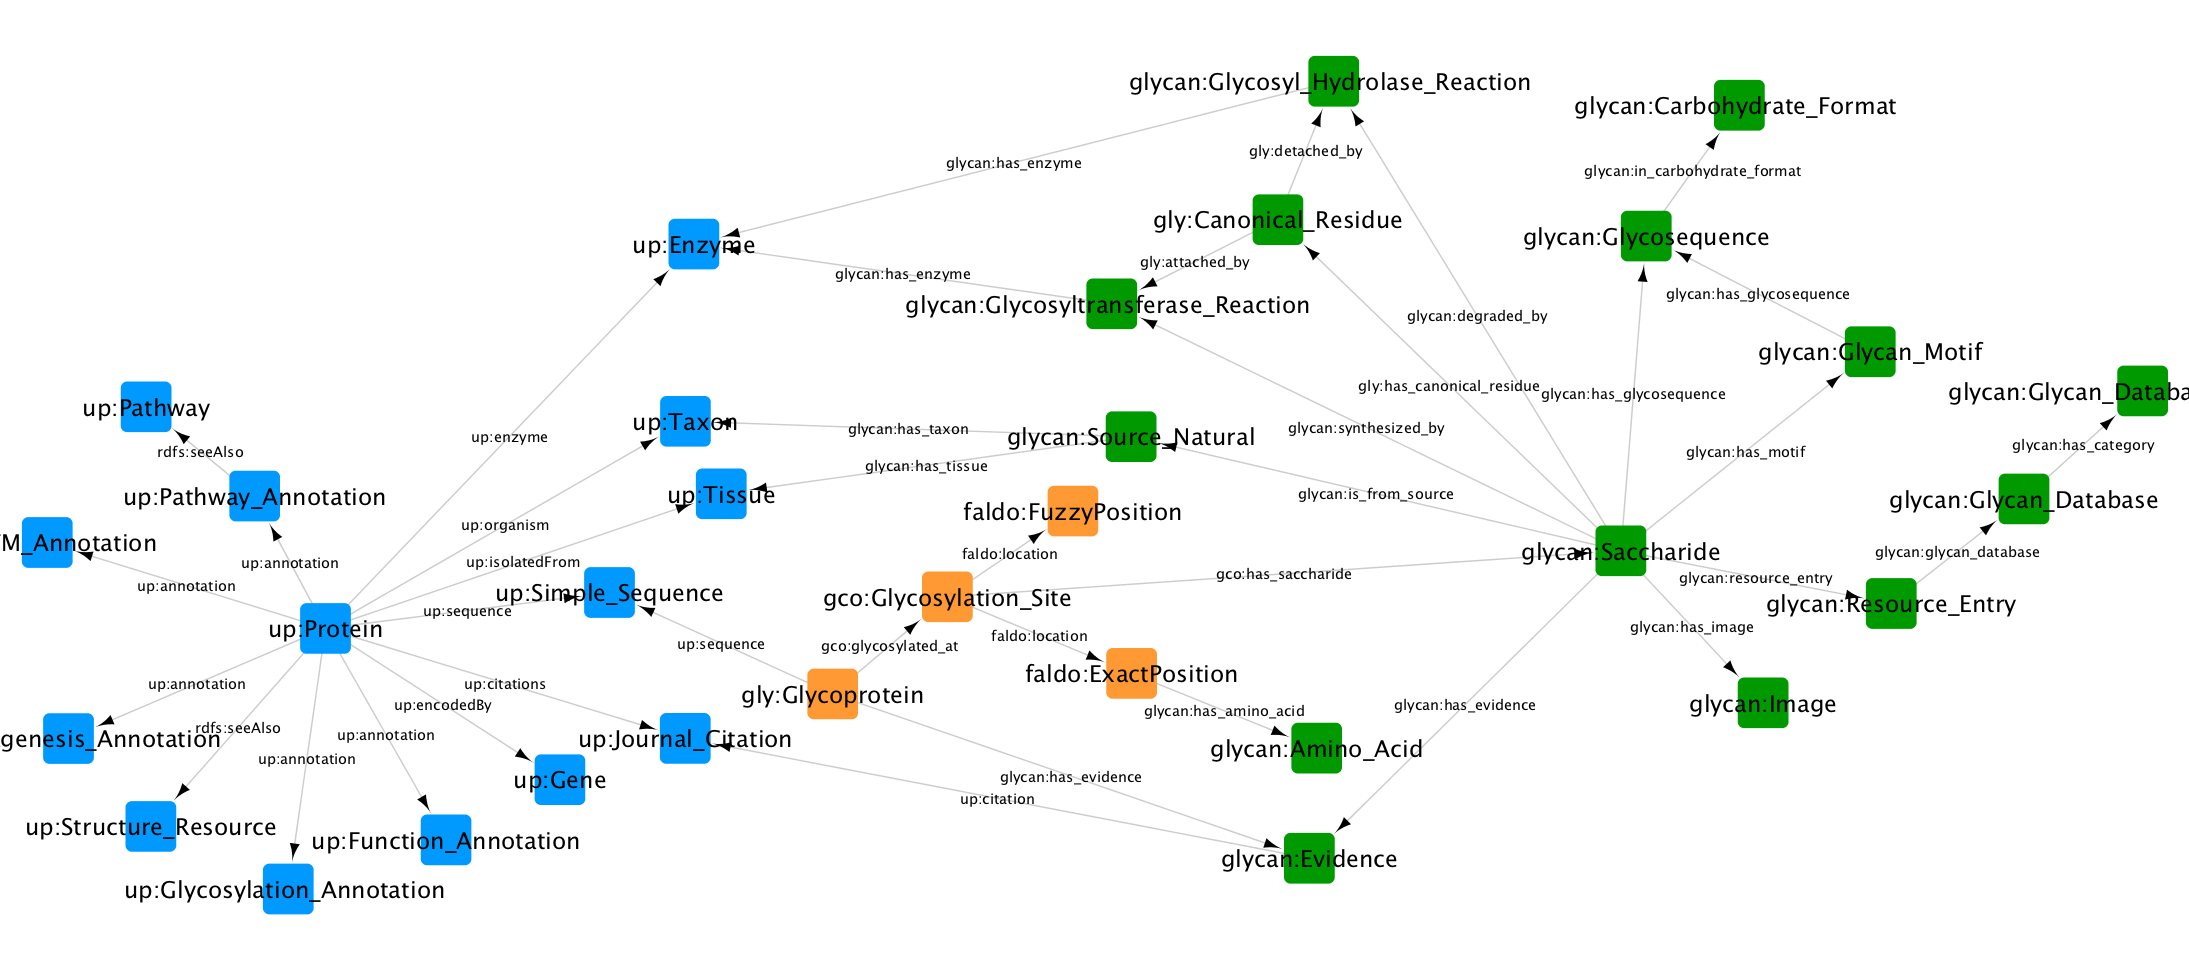 glycan:Glycosyl_Hydrolase_Reaction
glycan:Carbohydrate_Format
gly:detached_by
glycan:has_enzyme
glycan:in_carbohydrate_format
gly:Canonical_Residue
glycan:Glycosequence
up:Enzyme
gly:attached_by
glycan:has_enzyme
glycan:has_glycosequence
glycan:Glycosyltransferase_Reaction
glycan:degraded_by
glycan:Glycan_Motif
gly:has_canonical_residue
glycan:has_glycosequence
glycan:Glycan_Databa
up:Pathway
up:Taxon
glycan:has_taxon
glycan:synthesized_by
up:enzyme
glycan:Source_Natural
glycan:has_category
rdfs:seeAlso
glycan:has_motif
glycan:has_tissue
up:Pathway_Annotation
up:Tissue
glycan:is_from_source
glycan:Glycan_Database
faldo:FuzzyPosition
up:organism
M_Annotation
faldo:location
glycan:Saccharide
glycan:glycan_database
up:annotation
up:isolatedFrom
gco:has_saccharide
glycan:resource_entry
up:annotation
up:Simple_Sequence
gco:Glycosylation_Site
glycan:Resource_Entry
up:sequence
up:Protein
glycan:has_image
faldo:location
up:sequence
gco:glycosylated_at
faldo:ExactPosition
up:annotation
up:citations
gly:Glycoprotein
up:encodedBy
glycan:has_amino_acid
glycan:has_evidence
glycan:Image
rdfs:seeAlso
up:annotation
genesis_Annotation
up:Journal_Citation
glycan:Amino_Acid
up:annotation
up:Gene
glycan:has_evidence
up:citation
up:Structure_Resource
up:Function_Annotation
glycan:Evidence
up:Glycosylation_Annotation